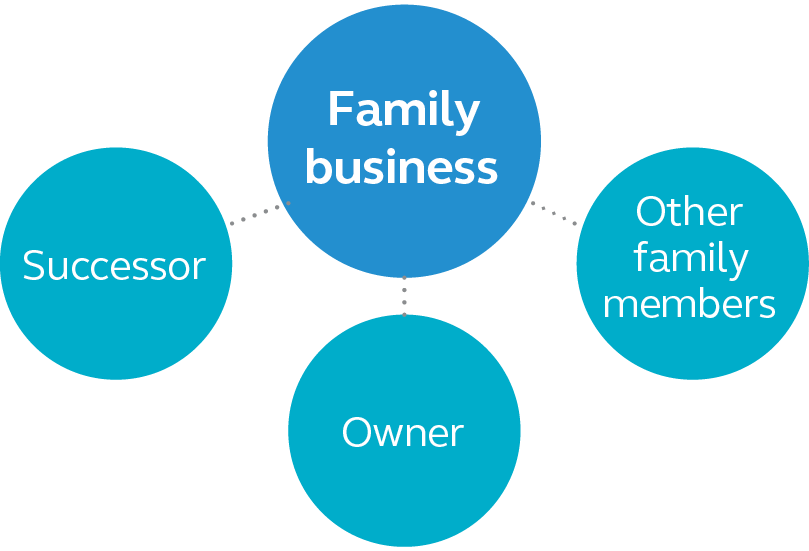 Family
business
Successor
Other
family
members
Owner